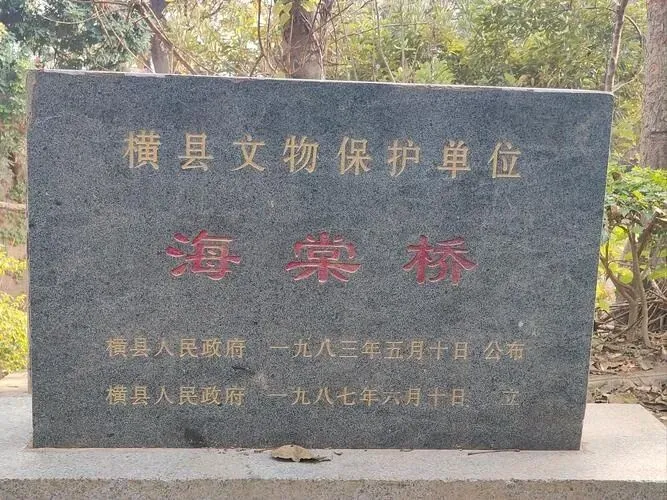 横县文物保护单位
海棠桥
横县人民政府 一九八三年五月十日 公布
横县人民政府 一九八七年六月十日 立